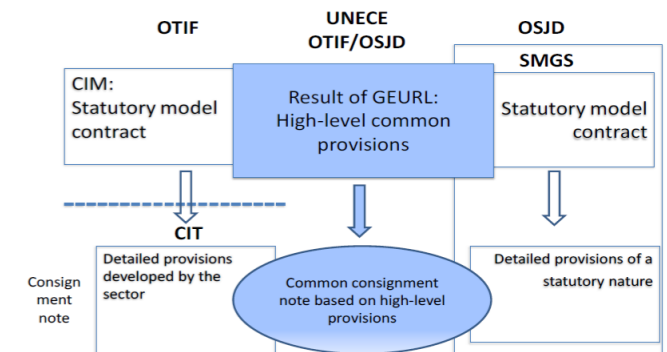 OTIF
UNECE
OTIF/OSJD
OSJD
SMGS
CIM:
Statutory model
contract
Result of GEURL:
High-level common
provisions
Statutory model
contract
CIT
Consign
ment
note
Detailed provisions
developed by the
sector
Common consignment
note based on high-level
provisions
Detailed provisions of a
statutory nature